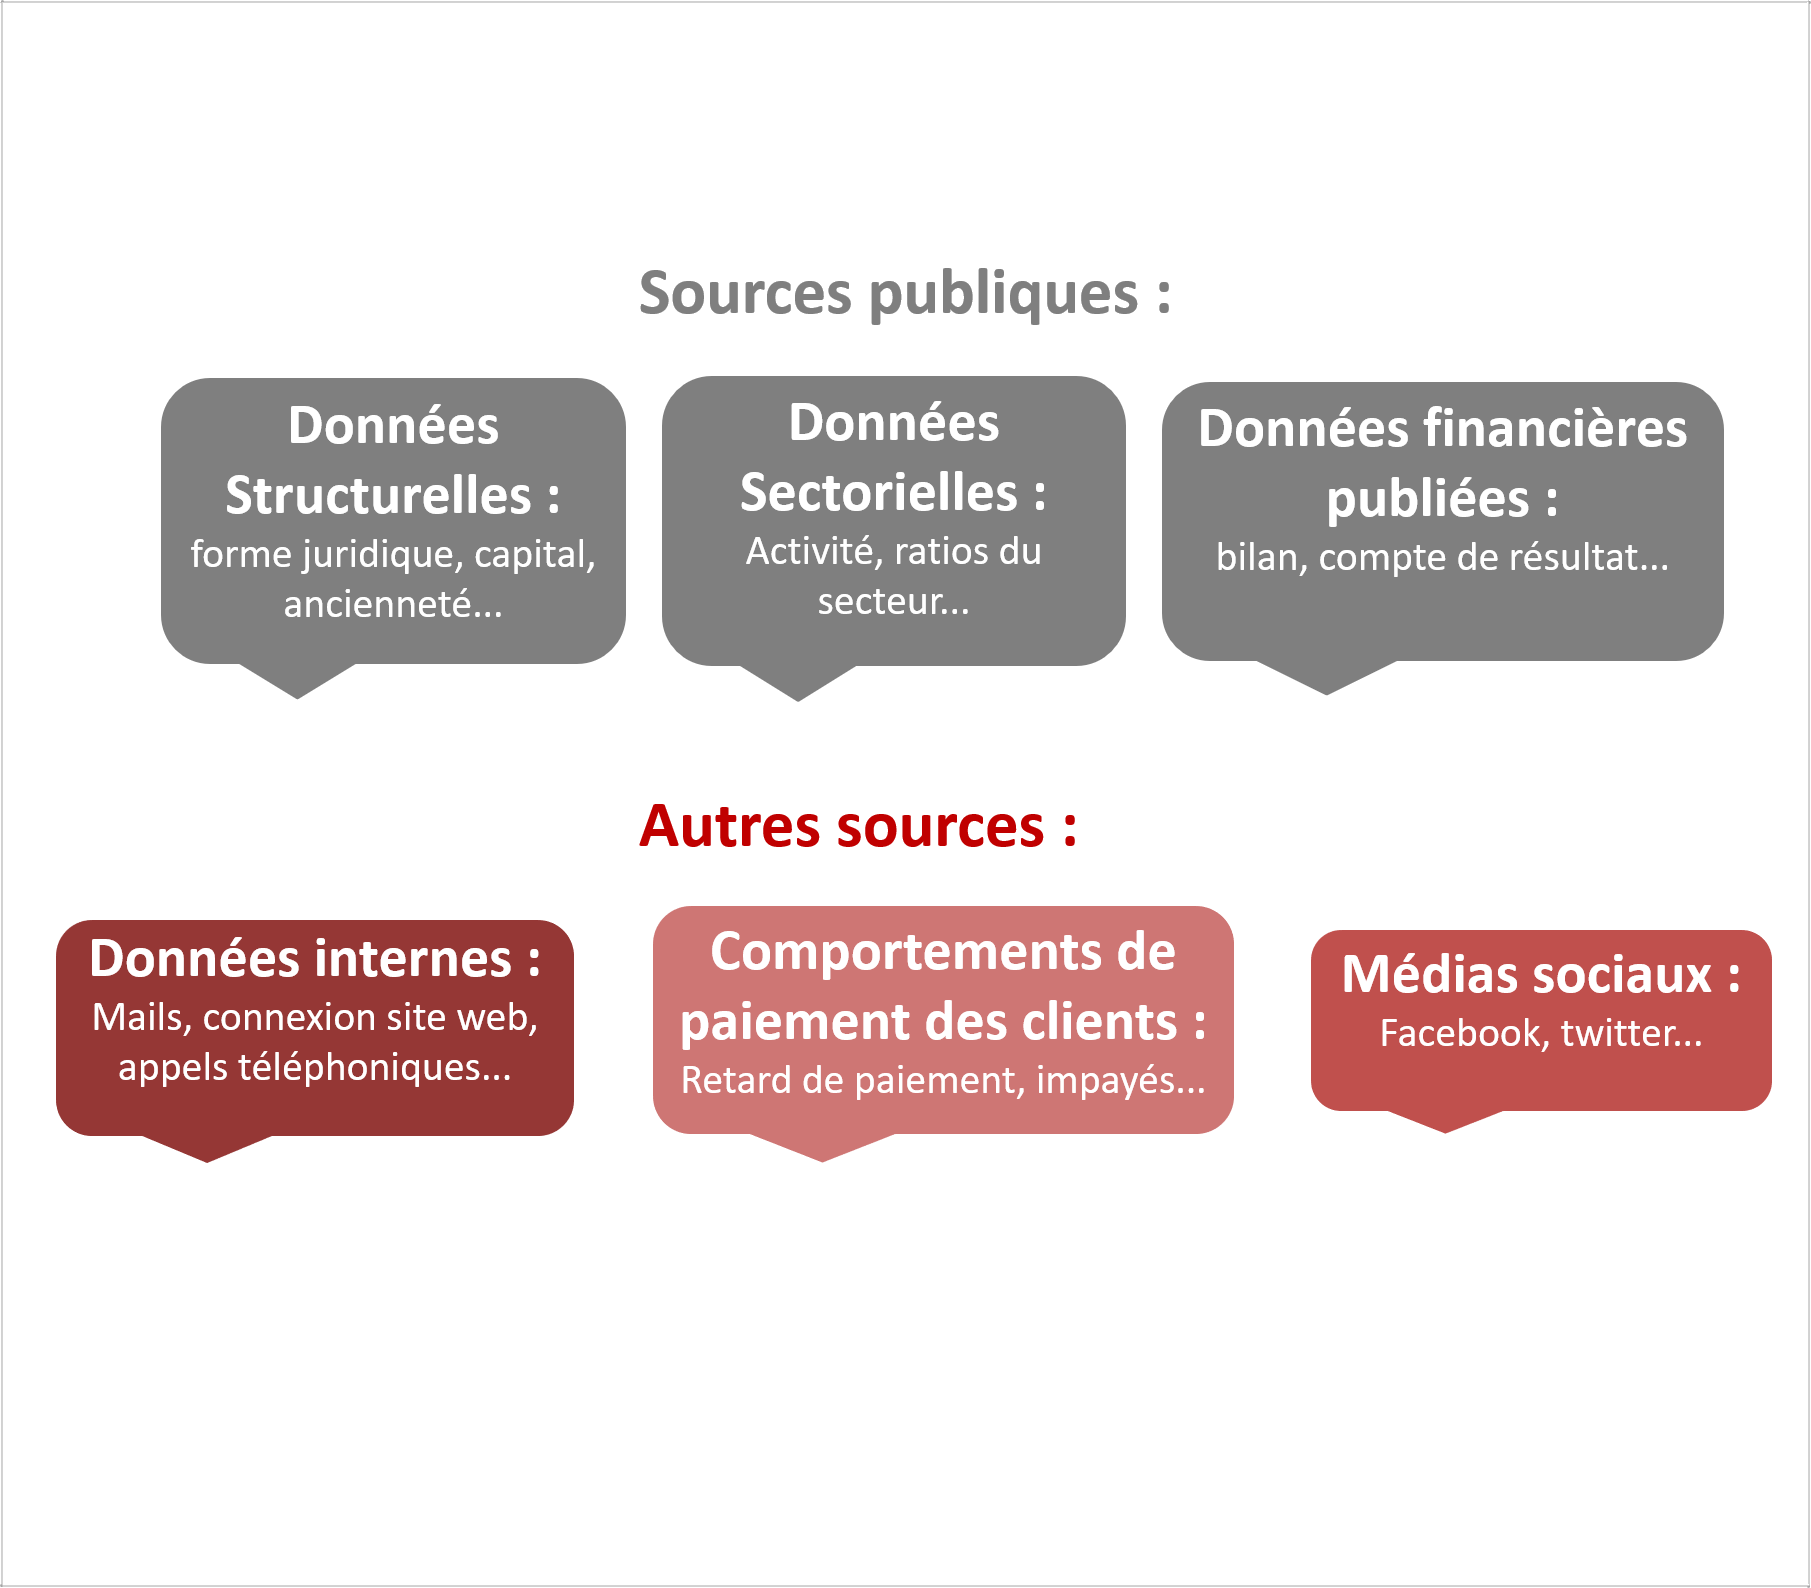 Sources publiques :
Données
Structurelles :
forme juridique, capital,
ancienneté...
Données
Sectorielles :
Activité, ratios du
secteur...
Données financières
publiées :
bilan, compte de résultat...
Autres sources :
Données internes :
Mails, connexion site web,
appels téléphoniques...
Comportements de
paiement des clients :
Retard de paiement, impayés...
Médias sociaux :
Facebook, twitter...